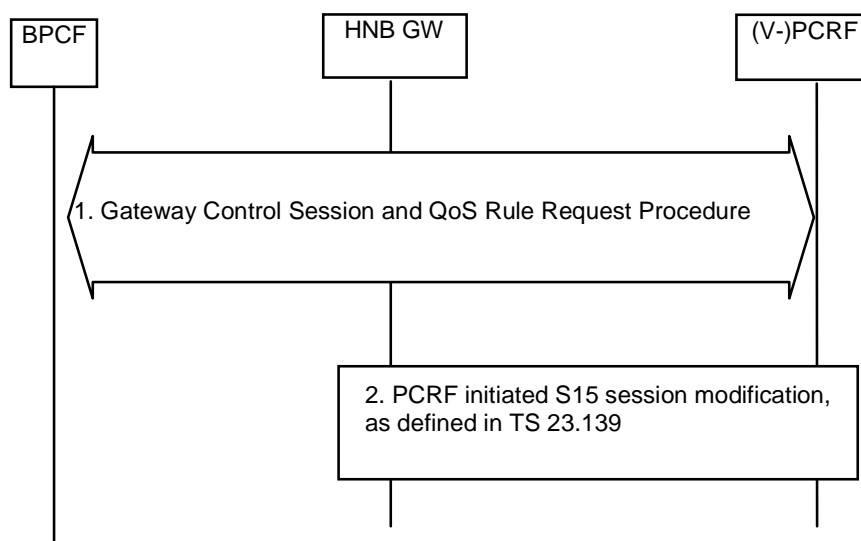 BPCF
HNB GW
(V-)PCRF
1. Gateway Control Session and QoS Rule Request Procedure
2. PCRF initiated S15 session modification,
as defined in TS 23.139